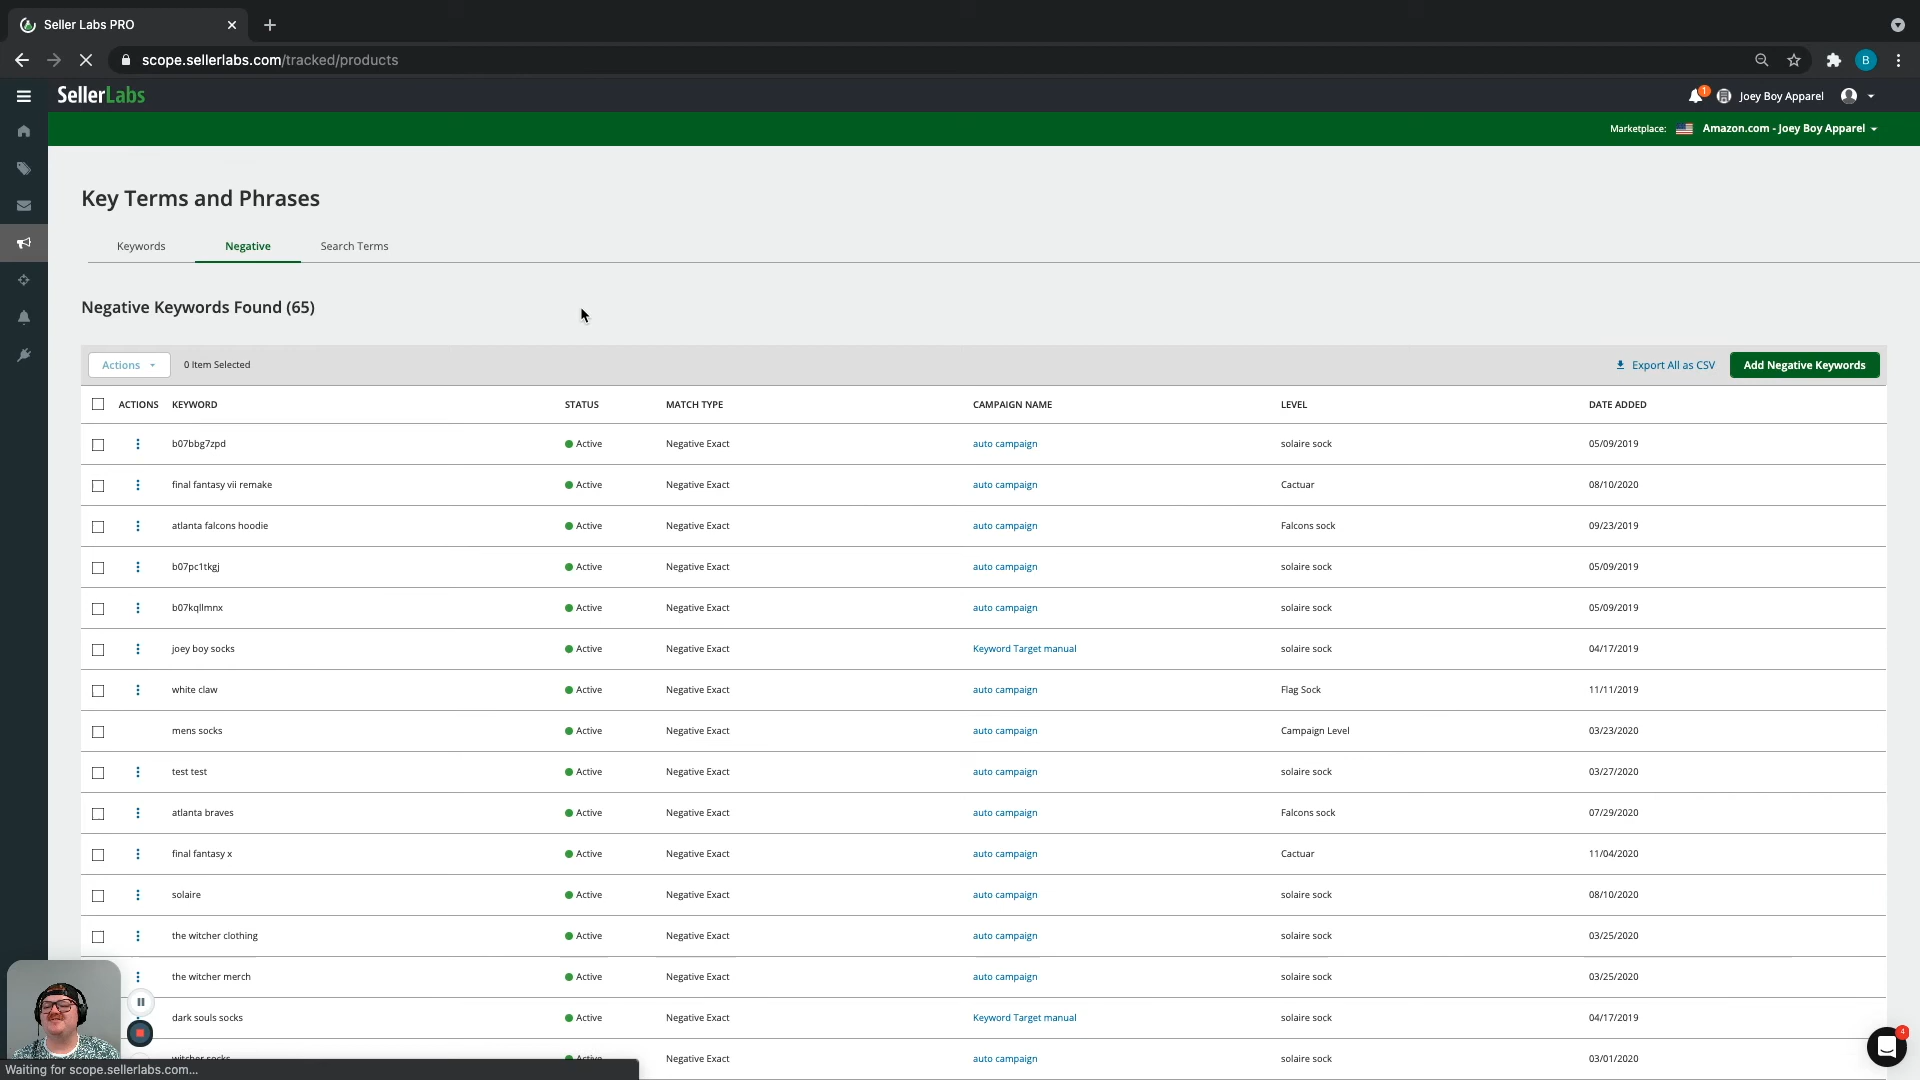 Seller Labs PRO
scope.sellerlabs.com/tracked/products
B
SellerLabs
1
Joey Boy Apparel
Marketplace: Amazon.com - Joey Boy Apparel
Key Terms and Phrases
Keywords Negative Search Terms
Negative Keywords Found (65)
Actions 0 Item Selected Export All as CSV Add Negative Keywords
ACTIONS KEYWORD STATUS MATCH TYPE CAMPAIGN NAME LEVEL DATE ADDED
b07bbg7zpd Active Negative Exact auto campaign solaire sock 05/09/2019
final fantasy vii remake Active Negative Exact auto campaign Cactuar 08/10/2020
atlanta falcons hoodie Active Negative Exact auto campaign Falcons sock 09/23/2019
b07pc1tkgj Active Negative Exact auto campaign solaire sock 05/09/2019
b07kqllmnx Active Negative Exact auto campaign solaire sock 05/09/2019
joey boy socks Active Negative Exact Keyword Target manual solaire sock 04/17/2019
white claw Active Negative Exact auto campaign Flag Sock 11/11/2019
mens socks Active Negative Exact auto campaign Campaign Level 03/23/2020
test test Active Negative Exact auto campaign solaire sock 03/27/2020
atlanta braves Active Negative Exact auto campaign Falcons sock 07/29/2020
final fantasy x Active Negative Exact auto campaign Cactuar 11/04/2020
solaire Active Negative Exact auto campaign solaire sock 08/10/2020
the witcher clothing Active Negative Exact auto campaign solaire sock 03/25/2020
the witcher merch Active Negative Exact auto campaign solaire sock 03/25/2020
dark souls socks Active Negative Exact Keyword Target manual solaire sock 04/17/2019
witcher socks Active Negative Exact auto campaign solaire sock 03/01/2020
4
Waiting for scope.sellerlabs.com...